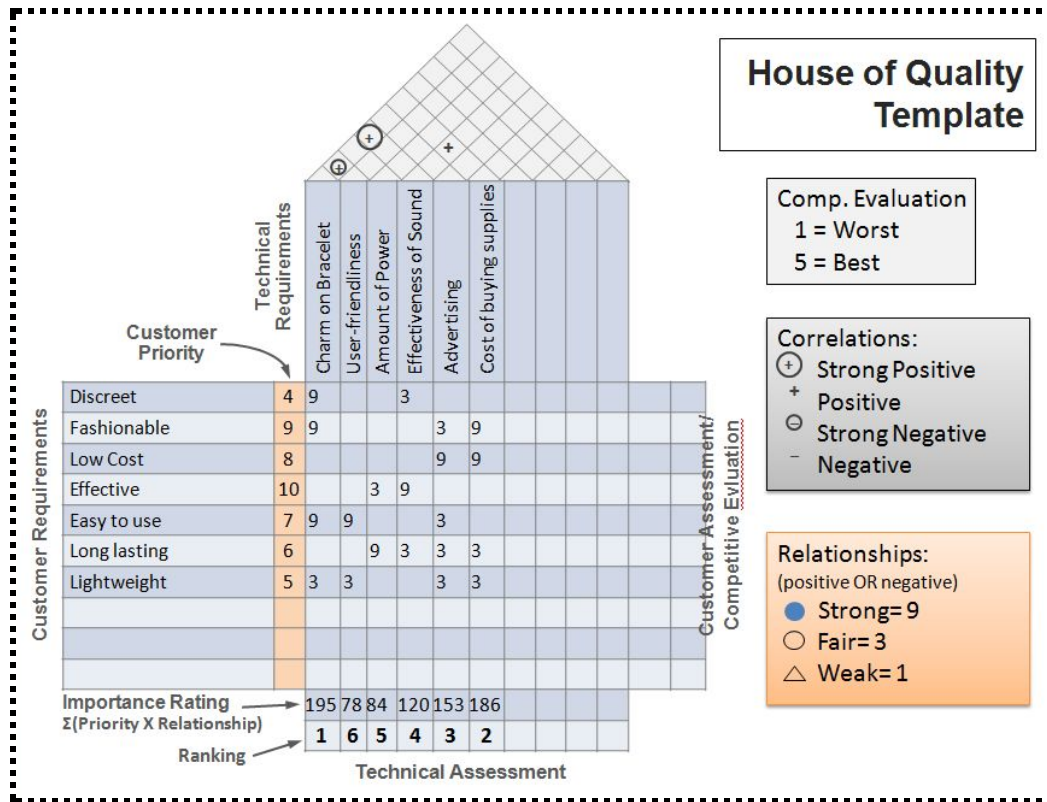 House of Quality
Template
Comp. Evaluation
1 = Worst
5 = Best
Correlations:
+ Strong Positive
+ Positive
− Strong Negative
− Negative
Relationships:
(positive OR negative)
Strong= 9
Fair= 3
Weak= 1
+
+
+
Technical
Requirements
Charm on Bracelet
User-friendliness
Amount of Power
Effectiveness of Sound
Advertising
Cost of buying supplies
Customer
Priority
Customer Requirements
Discreet 4 9 3
Fashionable 9 9 3 9
Low Cost 8 9 9
Effective 10 3 9
Easy to use 7 9 9 3
Long lasting 6 9 3 3 3
Lightweight 5 3 3 3 3
Customer Assessment/
Competitive Evluation
Importance Rating 195 78 84 120 153 186
Σ(Priority X Relationship)
Ranking 1 6 5 4 3 2
Technical Assessment